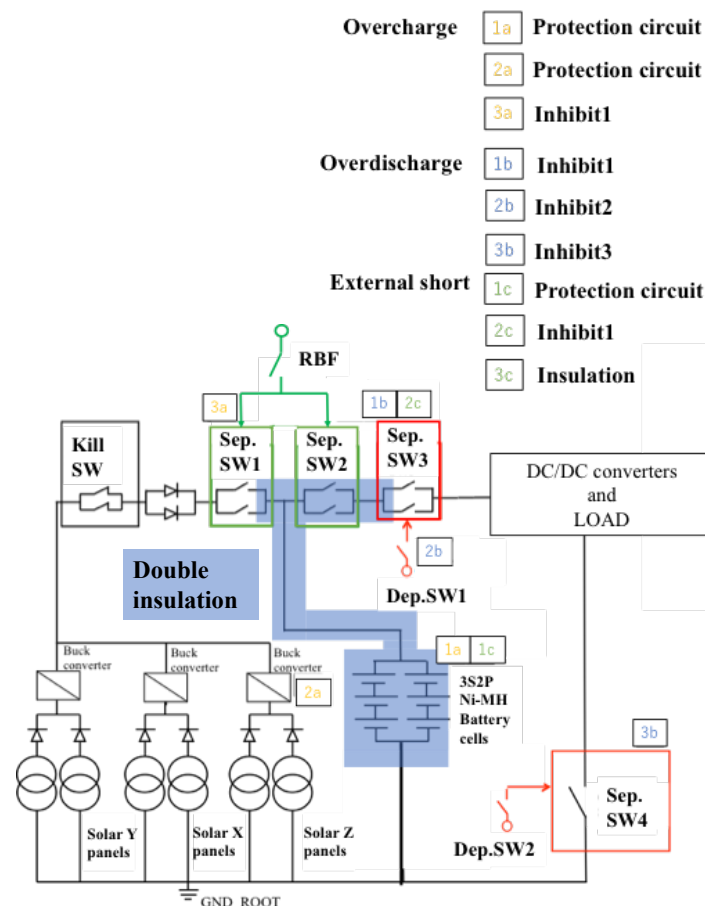 Overcharge 1a Protection circuit
2a Protection circuit
3a Inhibit1
Overdischarge 1b Inhibit1
2b Inhibit2
3b Inhibit3
External short 1c Protection circuit
2c Inhibit1
3c Insulation
RBF
3a
1b 2c
Kill
SW
Sep.
SW1
Sep.
SW2
Sep.
SW3
DC/DC converters
and
LOAD
2b
Dep.SW1
Double
insulation
1a 1c
Buck
converter
Buck
converter
Buck
converter
2a
3S2P
Ni-MH
Battery
cells
3b
Sep.
SW4
Dep.SW2
Solar Y
panels
Solar X
panels
Solar Z
panels
GND_ROOT